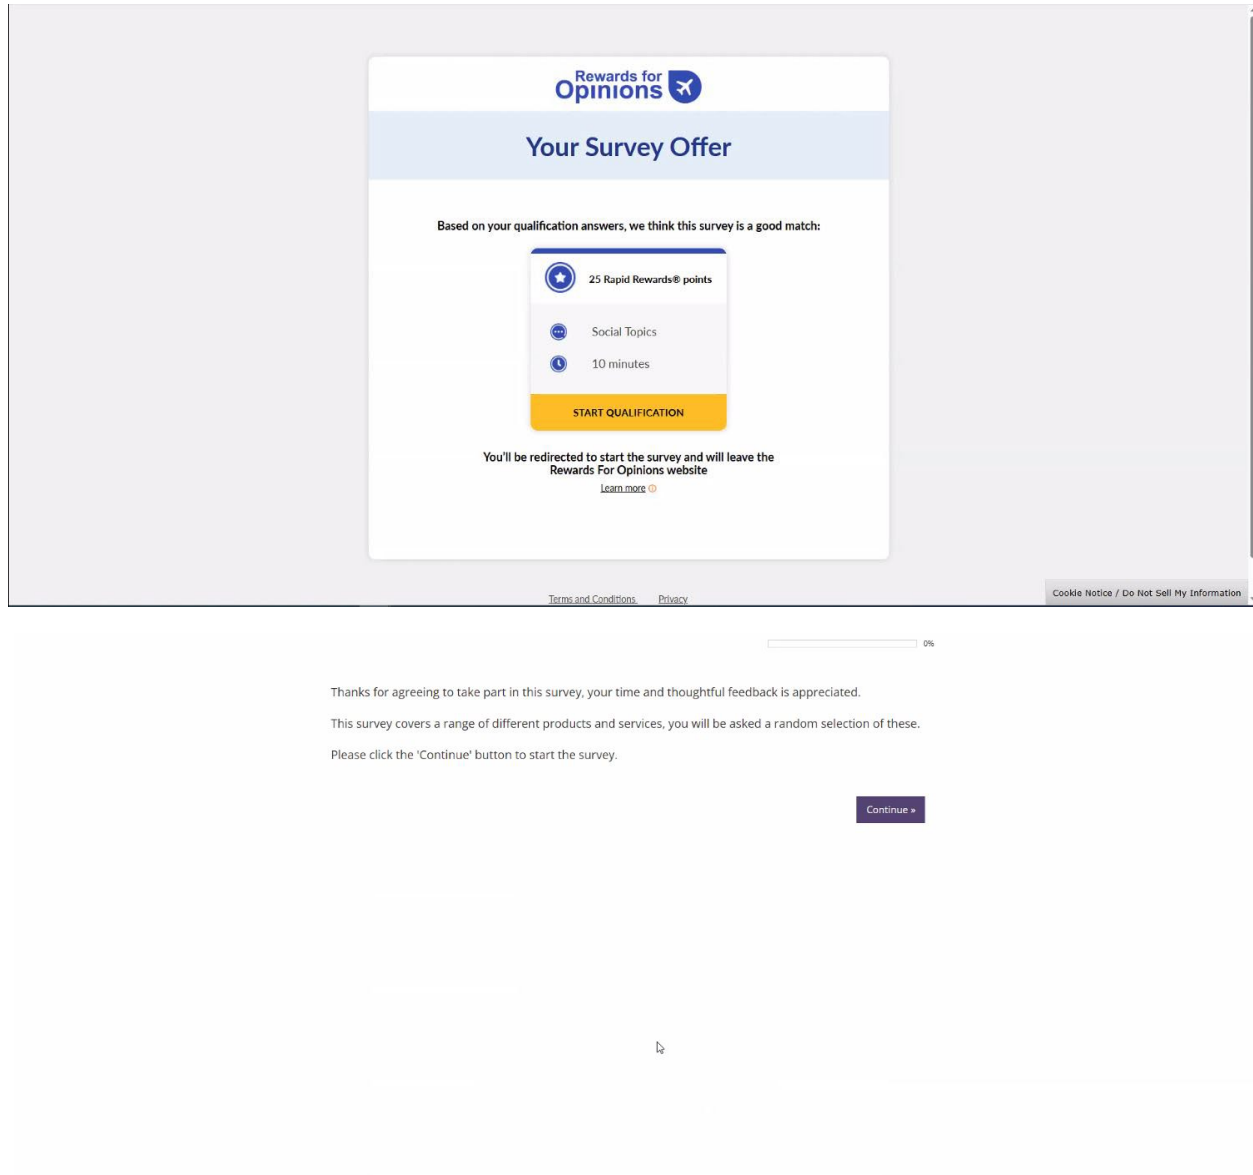 Rewards for
Opinions
Your Survey Offer
Based on your qualification answers, we think this survey is a good match:
25 Rapid Rewards® points
Social Topics
10 minutes
START QUALIFICATION
You'll be redirected to start the survey and will leave the
Rewards For Opinions website
Learn more
Terms and Conditions Privacy
Cookie Notice / Do Not Sell My Information
0%
Thanks for agreeing to take part in this survey, your time and thoughtful feedback is appreciated.
This survey covers a range of different products and services, you will be asked a random selection of these.
Please click the 'Continue' button to start the survey.
Continue »